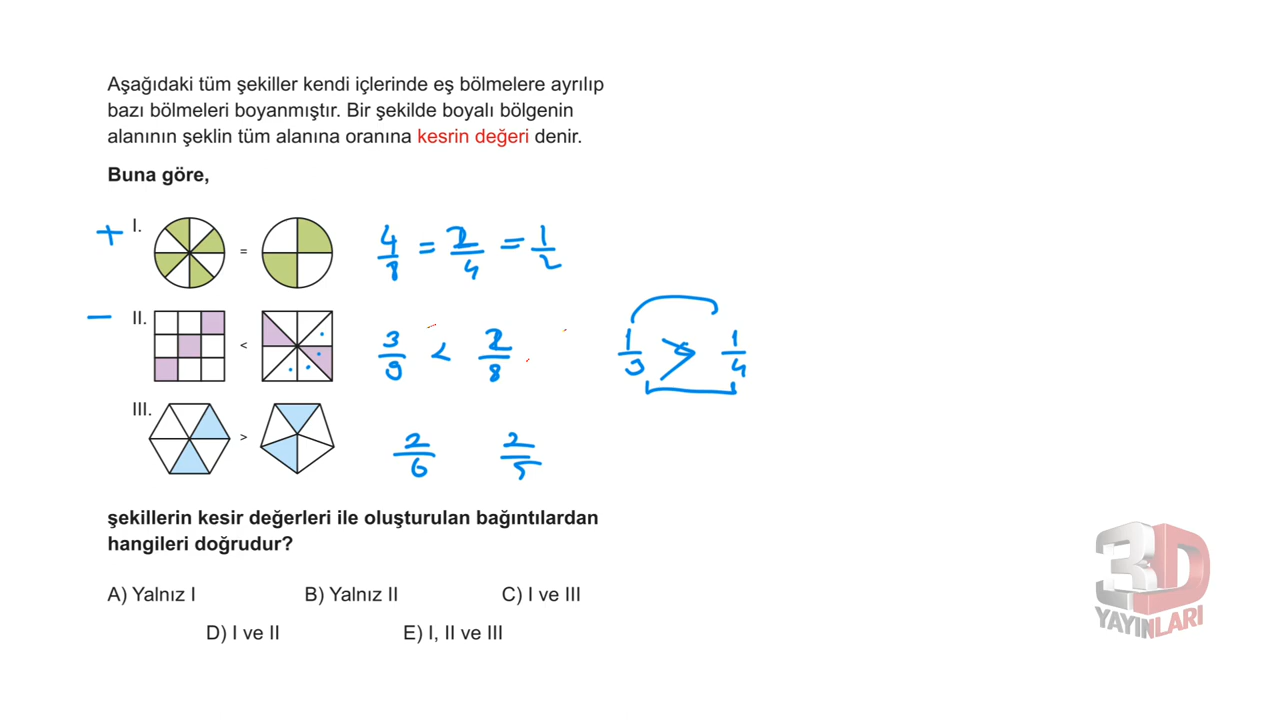 Aşağıdaki tüm şekiller kendi içlerinde eş bölmelere ayrılıp
bazı bölmeleri boyanmıştır. Bir şekilde boyalı bölgenin
alanının şeklin tüm alanına oranına kesrin değeri denir.
Buna göre,
+ I. = 4/8 = 2/4 = 1/2
− II. < 3/9 < 2/8 1/3 > 1/4
III. > 2/6 2/5
şekillerin kesir değerleri ile oluşturulan bağıntılardan
hangileri doğrudur?
A) Yalnız I B) Yalnız II C) I ve III
D) I ve II E) I, II ve III
3D
YAYINLARI